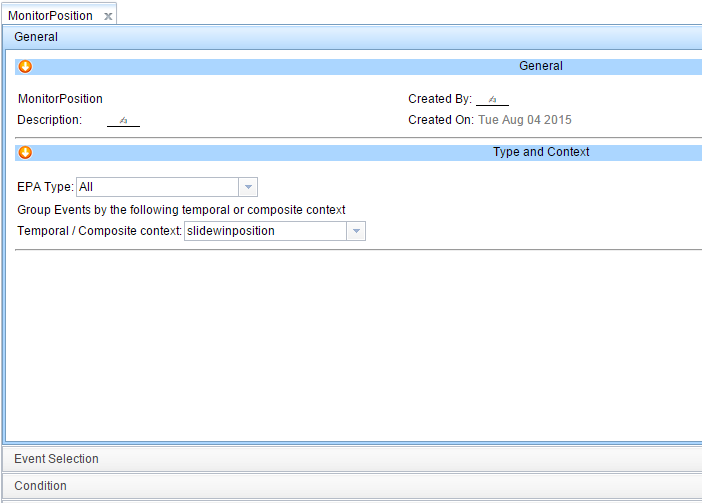 MonitorPosition x
General
General
MonitorPosition Created By:
Description: Created On: Tue Aug 04 2015
Type and Context
EPA Type: All
Group Events by the following temporal or composite context
Temporal / Composite context: slidewinposition
Event Selection
Condition